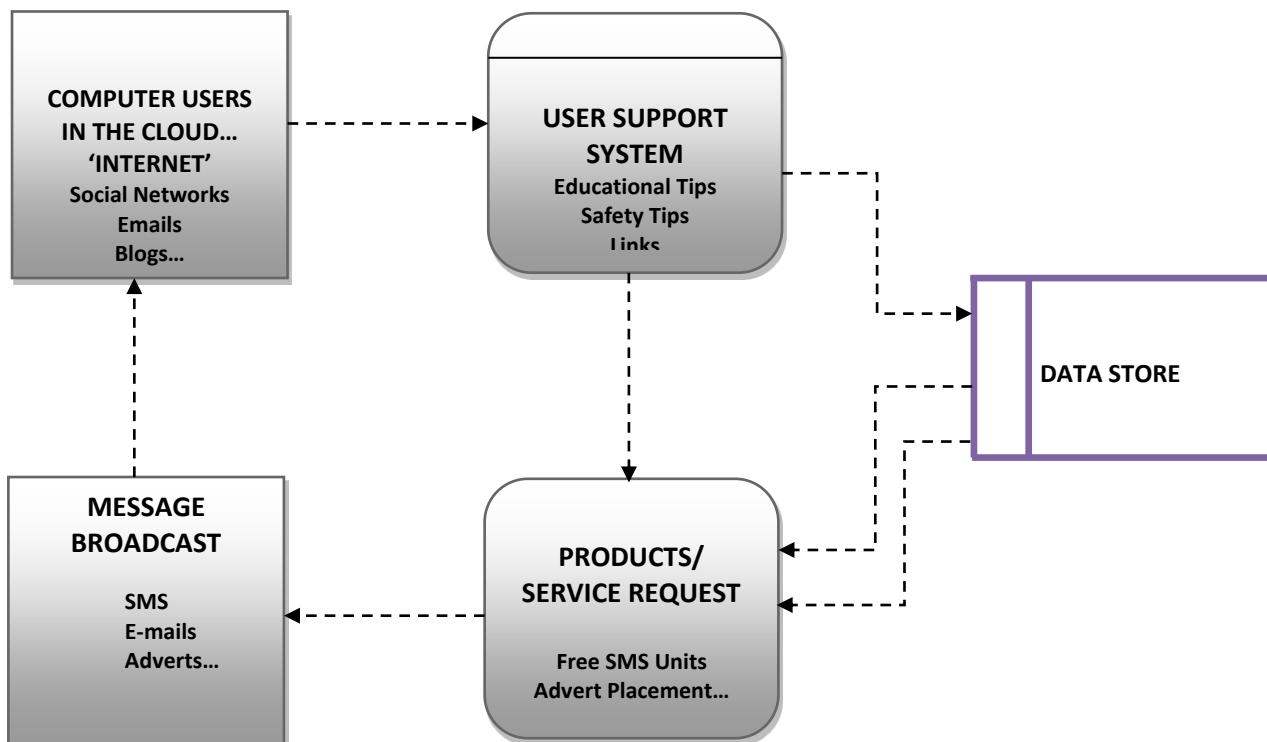 COMPUTER USERS
IN THE CLOUD…
‘INTERNET’
Social Networks
Emails
Blogs…
USER SUPPORT
SYSTEM
Educational Tips
Safety Tips
Links
DATA STORE
MESSAGE
BROADCAST
SMS
E-mails
Adverts…
PRODUCTS/
SERVICE REQUEST
Free SMS Units
Advert Placement…